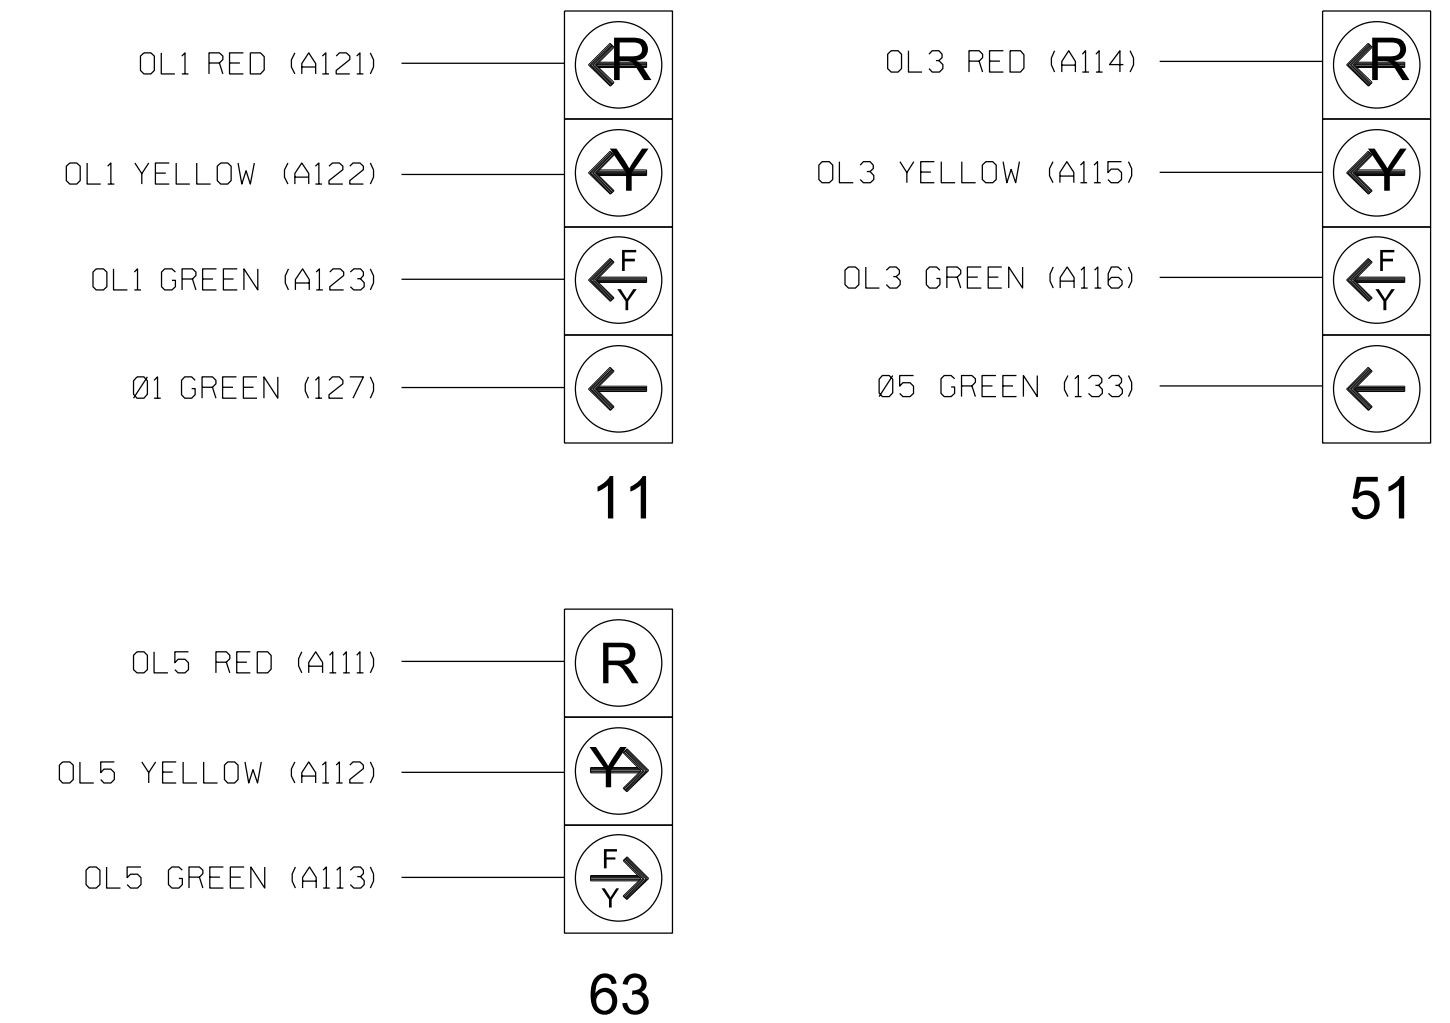 OL1 RED (A121)
R
OL1 YELLOW (A122)
Y
OL1 GREEN (A123)
F
Y
Ø1 GREEN (127)
11
OL3 RED (A114)
R
OL3 YELLOW (A115)
Y
OL3 GREEN (A116)
F
Y
Ø5 GREEN (133)
51
OL5 RED (A111)
R
OL5 YELLOW (A112)
Y
OL5 GREEN (A113)
F
Y
63